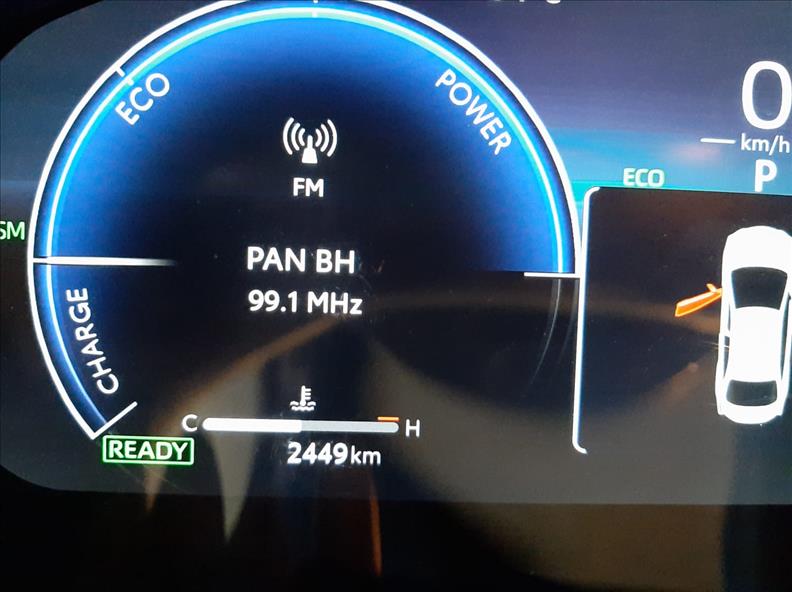 ECO
POWER
0
km/h
ECO
P
FM
SM
PAN BH
99.1 MHz
CHARGE
C
H
READY
2449km